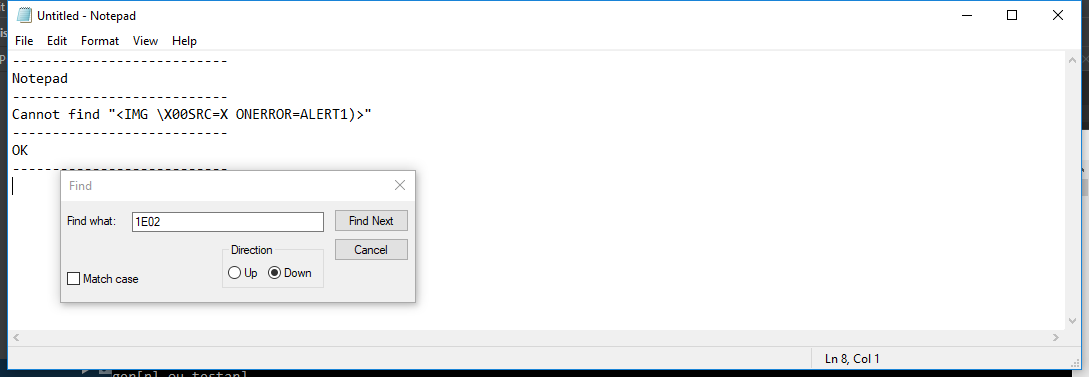 Untitled - Notepad
File Edit Format View Help
---------------------------
Notepad
---------------------------
Cannot find "<IMG \X00SRC=X ONERROR=ALERT1)>"
---------------------------
OK
---------------------------
Find
Find what: 1E02 Find Next
Direction Cancel
Match case Up Down
Ln 8, Col 1